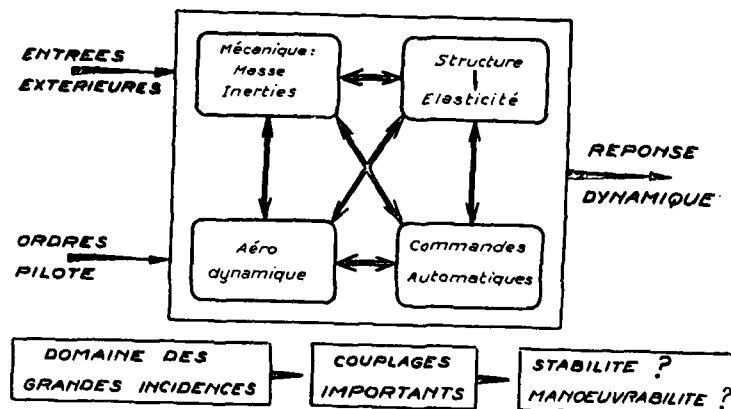 ENTREES
EXTERIEURES
Mécanique:
Masse
Inerties
Structure
Elasticité
REPONSE
DYNAMIQUE
ORDRES
PILOTE
Aéro
dynamique
Commandes
Automatiques
DOMAINE DES
GRANDES INCIDENCES
COUPLAGES
IMPORTANTS
STABILITE ?
MANOEUVRABILITE ?